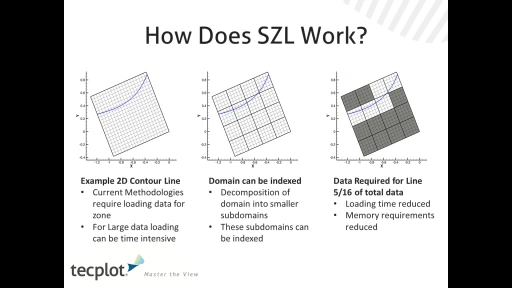 How Does SZL Work?
Example 2D Contour Line
• Current Methodologies
require loading data for
zone
• For Large data loading
can be time intensive
Domain can be indexed
• Decomposition of
domain into smaller
subdomains
• These subdomains can
be indexed
Data Required for Line
5/16 of total data
• Loading time reduced
• Memory requirements
reduced
tecplot.
Master the View